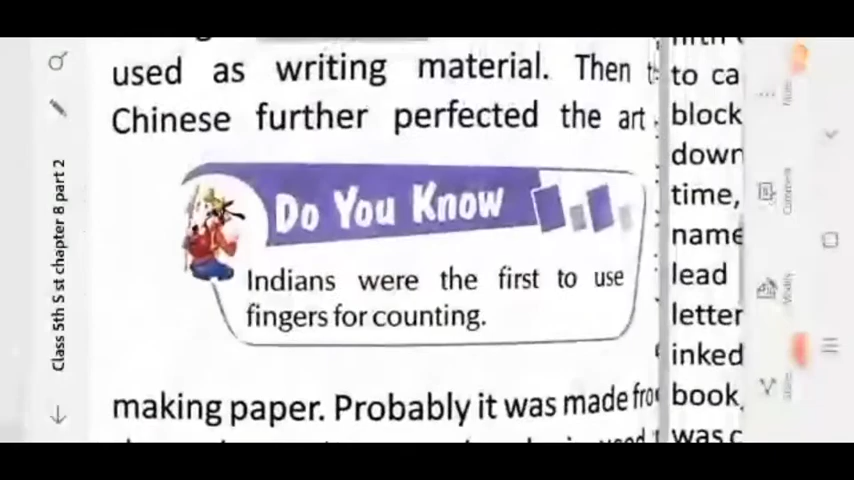 used as writing material. Then
Chinese further perfected the art
Do You Know
Indians were the first to use
fingers for counting.
making paper. Probably it was made
to ca
block
down
time,
name
lead
letter
inked
book,
was c
Class 5th S st chapter 8 part 2